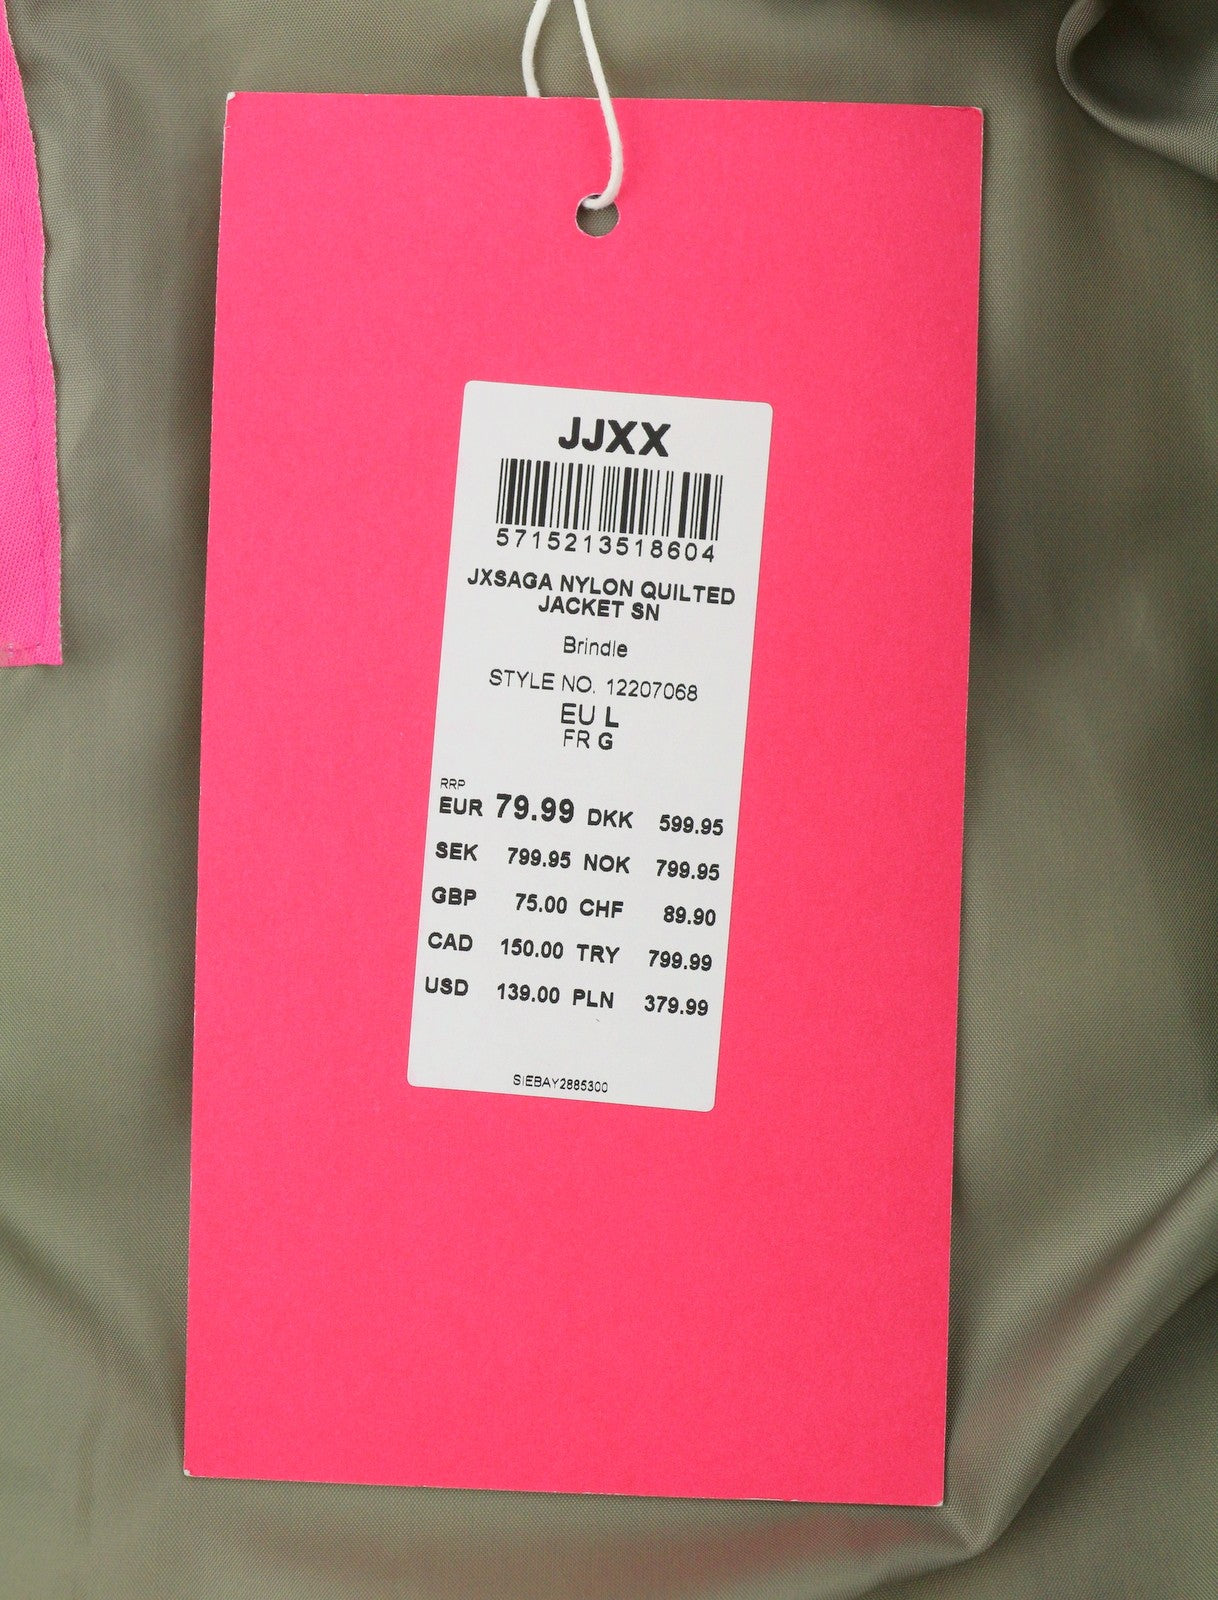 JJXX
5715213518604
JXSAGA NYLON QUILTED
JACKET SN
Brindle
STYLE NO. 12207068
EU L
FR G
RRP
EUR 79.99 DKK 599.95
SEK 799.95 NOK 799.95
GBP 75.00 CHF 89.90
CAD 150.00 TRY 799.99
USD 139.00 PLN 379.99
SIEBAY2885300